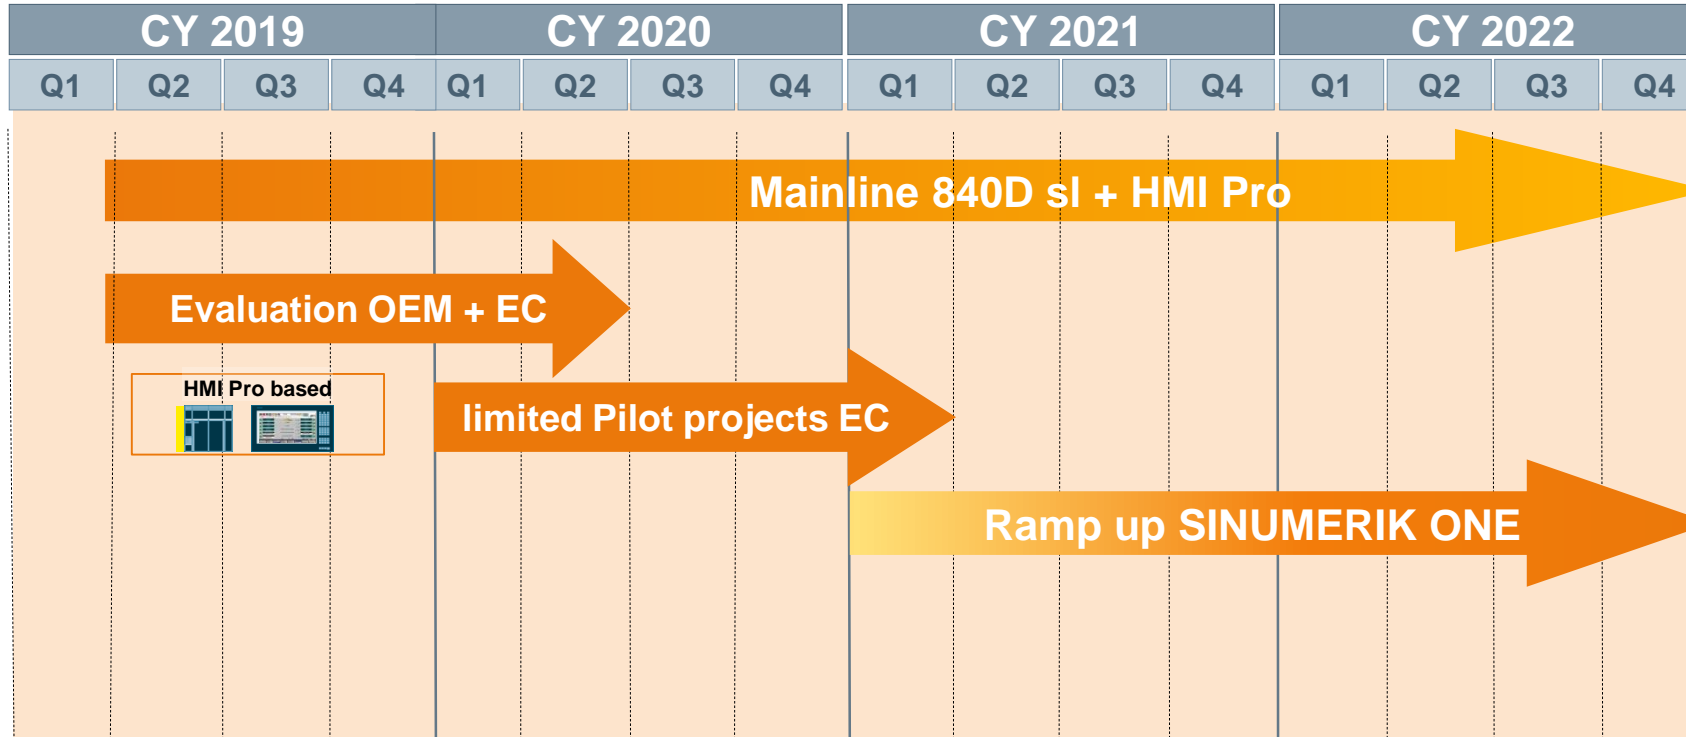 CY 2019 CY 2020 CY 2021 CY 2022
Q1 Q2 Q3 Q4 Q1 Q2 Q3 Q4 Q1 Q2 Q3 Q4 Q1 Q2 Q3 Q4
Mainline 840D sl + HMI Pro
Evaluation OEM + EC
HMI Pro based
limited Pilot projects EC
Ramp up SINUMERIK ONE